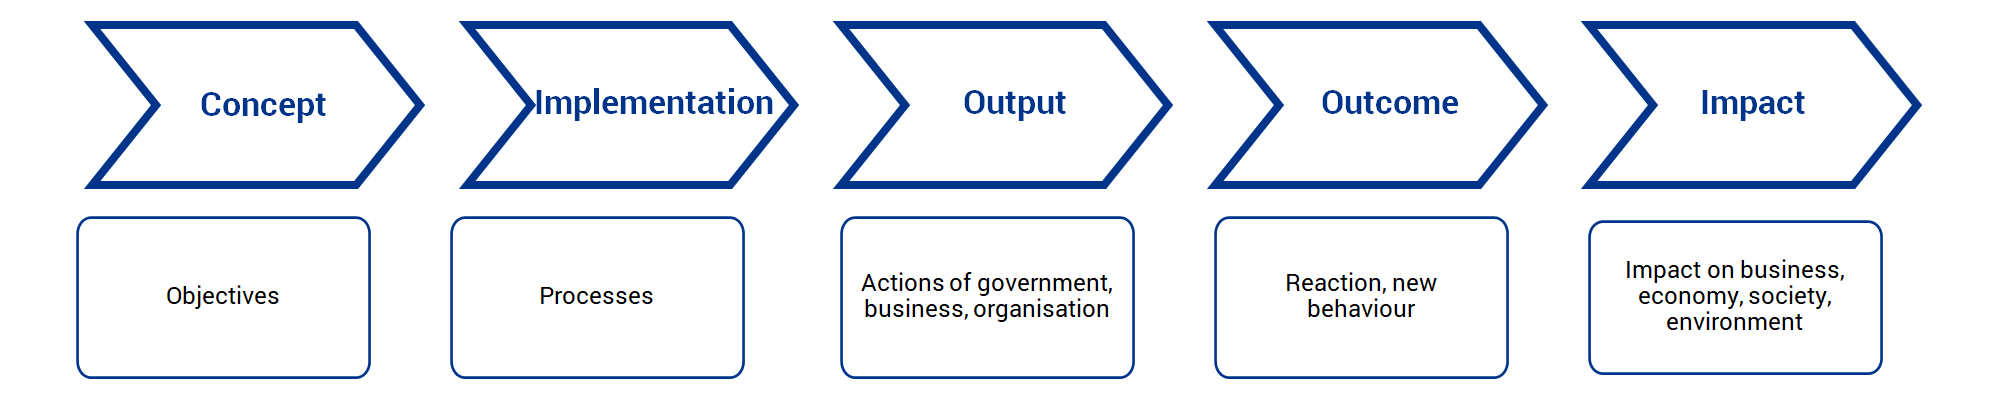 Concept
Implementation
Output
Outcome
Impact
Objectives
Processes
Actions of government,
business, organisation
Reaction, new
behaviour
Impact on business,
economy, society,
environment